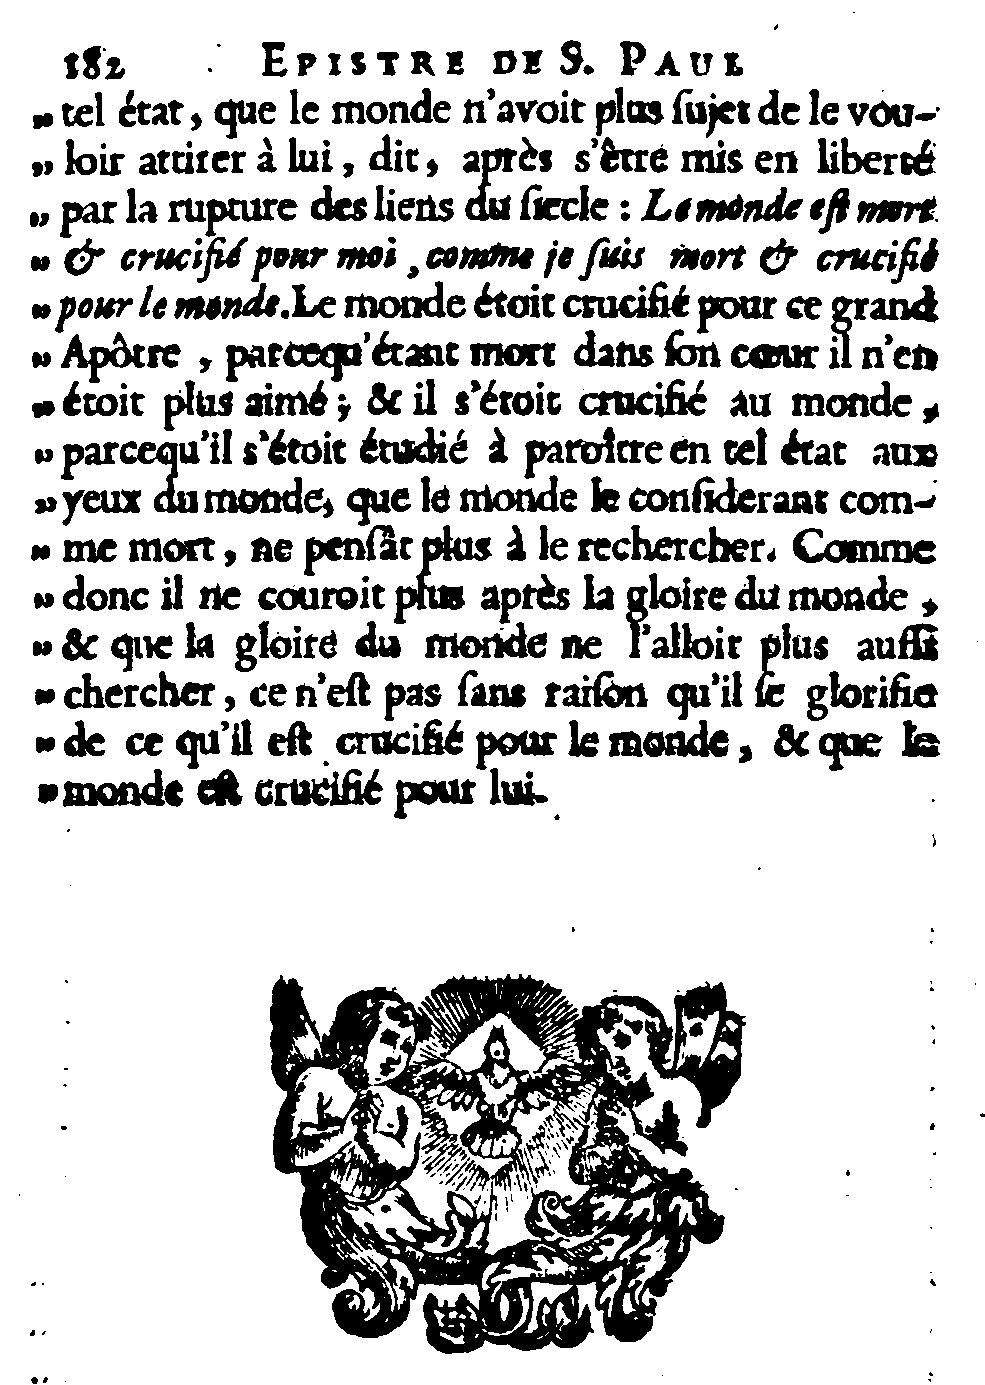 182 EPISTRE DE S. PAUL
„ tel état, que le monde n'avoit plus ſujet de le vou-
„ loir attirer à lui, dit, après s'être mis en liberté
„ par la rupture des liens du ſiecle : Le monde eſt mort
„ & crucifié pour moi, comme je ſuis mort & crucifié
„ pour le monde. Le monde étoit crucifié pour ce grand
„ Apôtre, parcequ'étant mort dans ſon cœur il n'en
„ étoit plus aimé ; & il s'étoit crucifié au monde,
„ parcequ'il s'étoit étudié à paroître en tel état aux
„ yeux du monde, que le monde le conſiderant com-
„ me mort, ne penſât plus à le rechercher. Comme
„ donc il ne couroit plus après la gloire du monde,
„ & que la gloire du monde ne l'alloit plus auſſi
„ chercher, ce n'eſt pas ſans raiſon qu'il ſe glorifie
„ de ce qu'il eſt crucifié pour le monde, & que le
„ monde eſt crucifié pour lui.